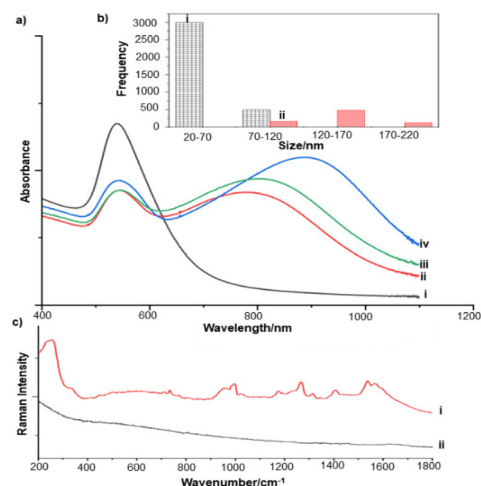 a)
b)
Frequency
3000
2500
2000
1500
1000
500
0
i
ii
20-70
70-120
120-170
170-220
Size/nm
Absorbance
iv
iii
ii
i
400
600
800
1000
1200
Wavelength/nm
c)
Raman Intensity
i
ii
200
400
600
800
1000
1200
1400
1600
1800
Wavenumber/cm-1